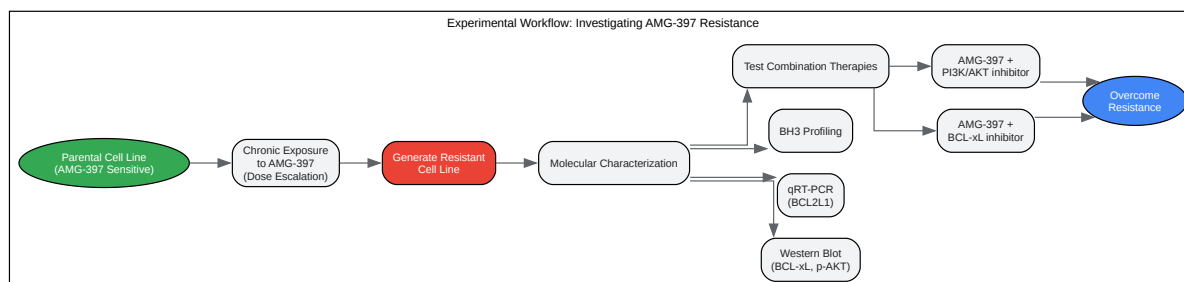 Experimental Workflow: Investigating AMG-397 Resistance
Parental Cell Line
(AMG-397 Sensitive)
Chronic Exposure
to AMG-397
(Dose Escalation)
Generate Resistant
Cell Line
Molecular Characterization
Test Combination Therapies
BH3 Profiling
qRT-PCR
(BCL2L1)
Western Blot
(BCL-xL, p-AKT)
AMG-397 +
PI3K/AKT inhibitor
AMG-397 +
BCL-xL inhibitor
Overcome
Resistance